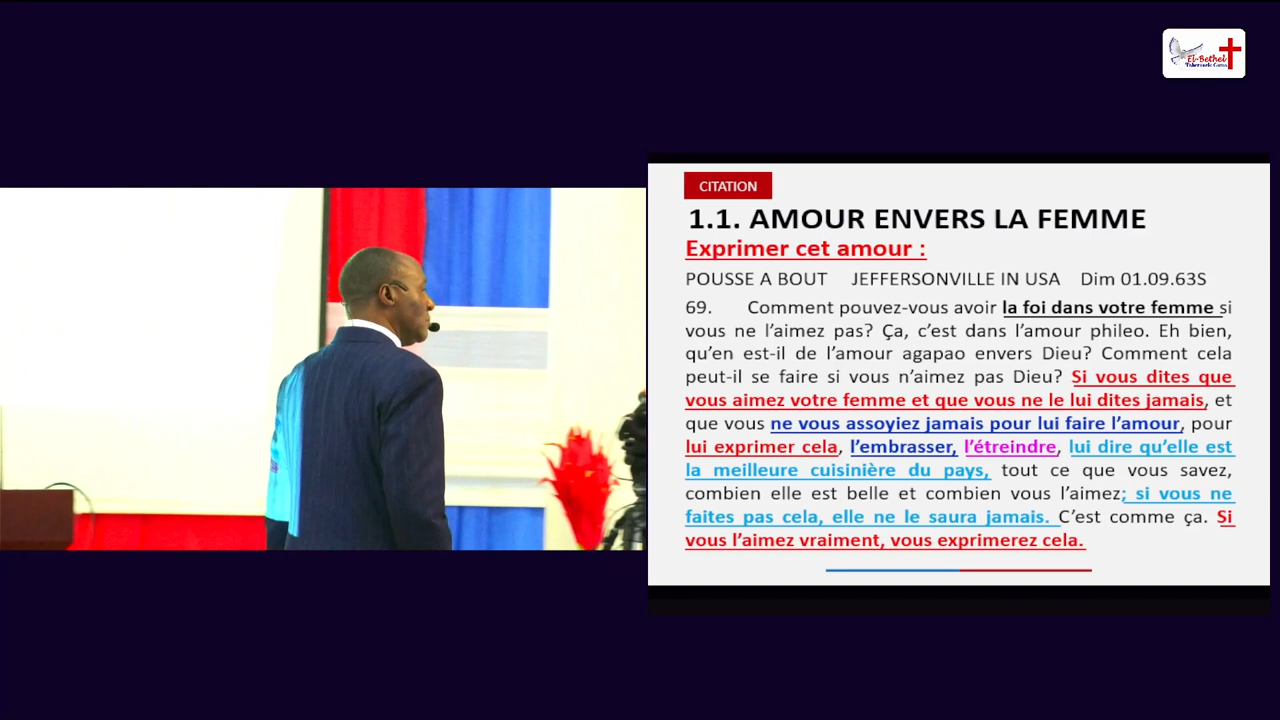 El-Bethel
CITATION
1.1. AMOUR ENVERS LA FEMME
Exprimer cet amour :
POUSSE A BOUT JEFFERSONVILLE IN USA Dim 01.09.63S
69. Comment pouvez-vous avoir la foi dans votre femme si
vous ne l’aimez pas? Ça, c’est dans l’amour phileo. Eh bien,
qu’en est-il de l’amour agapao envers Dieu? Comment cela
peut-il se faire si vous n’aimez pas Dieu? Si vous dites que
vous aimez votre femme et que vous ne le lui dites jamais, et
que vous ne vous assoyiez jamais pour lui faire l’amour, pour
lui exprimer cela, l’embrasser, l’étreindre, lui dire qu’elle est
la meilleure cuisinière du pays, tout ce que vous savez,
combien elle est belle et combien vous l’aimez; si vous ne
faites pas cela, elle ne le saura jamais. C’est comme ça. Si
vous l’aimez vraiment, vous exprimerez cela.